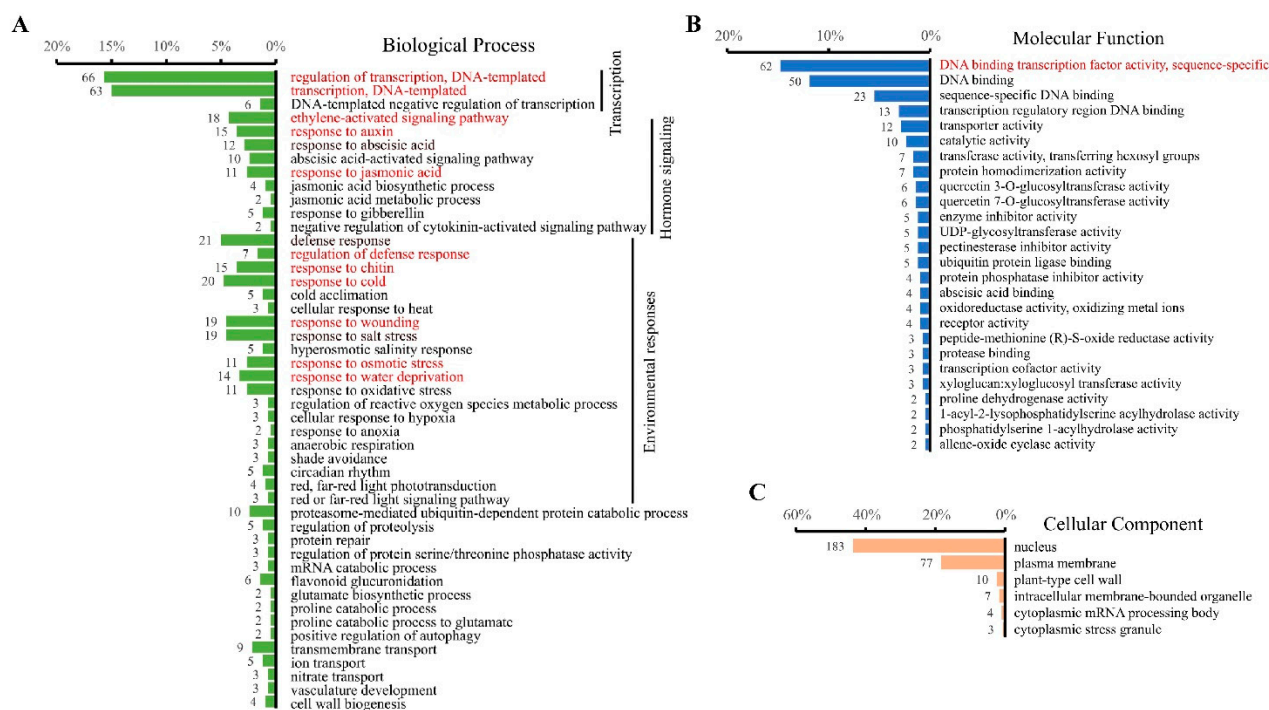 A
20% 15% 10% 5% 0%
Biological Process
66 regulation of transcription, DNA-templated
63 transcription, DNA-templated
6 DNA-templated negative regulation of transcription
Transcription
18 ethylene-activated signaling pathway
15 response to auxin
12 response to abscisic acid
10 abscisic acid-activated signaling pathway
11 response to jasmonic acid
4 jasmonic acid biosynthetic process
2 jasmonic acid metabolic process
5 response to gibberellin
2 negative regulation of cytokinin-activated signaling pathway
Hormone signaling
21 defense response
7 regulation of defense response
15 response to chitin
20 response to cold
5 cold acclimation
3 cellular response to heat
19 response to wounding
19 response to salt stress
5 hyperosmotic salinity response
11 response to osmotic stress
14 response to water deprivation
11 response to oxidative stress
3 regulation of reactive oxygen species metabolic process
3 cellular response to hypoxia
2 response to anoxia
3 anaerobic respiration
3 shade avoidance
5 circadian rhythm
4 red, far-red light phototransduction
3 red or far-red light signaling pathway
Environmental responses
10 proteasome-mediated ubiquitin-dependent protein catabolic process
5 regulation of proteolysis
3 protein repair
3 regulation of protein serine/threonine phosphatase activity
3 mRNA catabolic process
6 flavonoid glucuronidation
2 glutamate biosynthetic process
2 proline catabolic process
2 proline catabolic process to glutamate
2 positive regulation of autophagy
9 transmembrane transport
5 ion transport
3 nitrate transport
3 vasculature development
4 cell wall biogenesis
B
20% 10% 0%
Molecular Function
62 DNA binding transcription factor activity, sequence-specific
50 DNA binding
23 sequence-specific DNA binding
13 transcription regulatory region DNA binding
12 transporter activity
10 catalytic activity
7 transferase activity, transferring hexosyl groups
7 protein homodimerization activity
6 quercetin 3-O-glucosyltransferase activity
6 quercetin 7-O-glucosyltransferase activity
5 enzyme inhibitor activity
5 UDP-glycosyltransferase activity
5 pectinesterase inhibitor activity
5 ubiquitin protein ligase binding
4 protein phosphatase inhibitor activity
4 abscisic acid binding
4 oxidoreductase activity, oxidizing metal ions
4 receptor activity
3 peptide-methionine (R)-S-oxide reductase activity
3 protease binding
3 transcription cofactor activity
3 xyloglucan:xyloglucosyl transferase activity
2 proline dehydrogenase activity
2 1-acyl-2-lysophosphatidylserine acylhydrolase activity
2 phosphatidylserine 1-acylhydrolase activity
2 allene-oxide cyclase activity
C
60% 40% 20% 0%
Cellular Component
183 nucleus
77 plasma membrane
10 plant-type cell wall
7 intracellular membrane-bounded organelle
4 cytoplasmic mRNA processing body
3 cytoplasmic stress granule